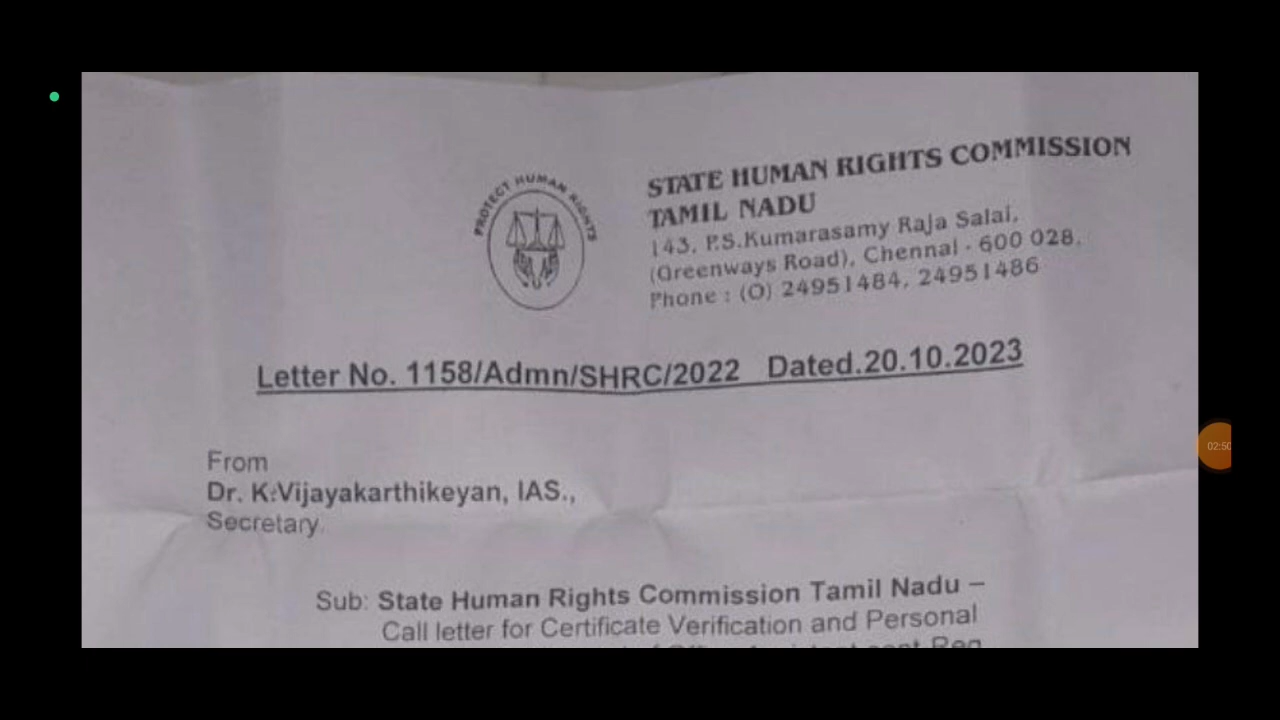 PROTECT HUMAN RIGHTS
STATE HUMAN RIGHTS COMMISSION
TAMIL NADU
143, P.S.Kumarasamy Raja Salai,
(Greenways Road), Chennai - 600 028.
Phone : (O) 24951484, 24951486
Letter No. 1158/Admn/SHRC/2022 Dated.20.10.2023
From
Dr. K.Vijayakarthikeyan, IAS.,
Secretary.
Sub: State Human Rights Commission Tamil Nadu –
Call letter for Certificate Verification and Personal
02:50